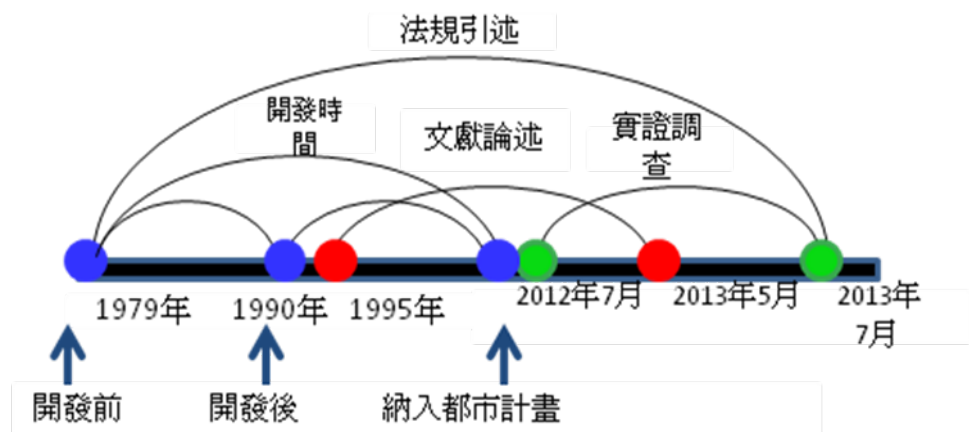 法規引述
開發時
間
文獻論述
實證調
查
1979年
1990年
1995年
2012年7月
2013年5月
2013年
7月
開發前
開發後
納入都市計畫